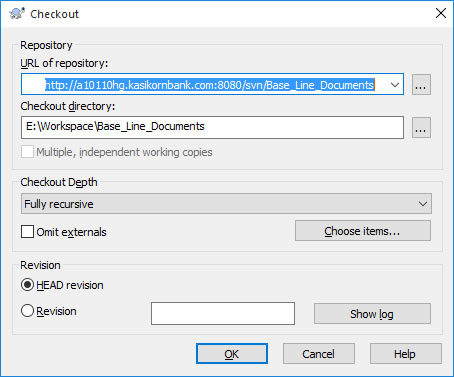 Checkout
Repository
URL of repository:
http://a10110hg.kasikornbank.com:8080/svn/Base_Line_Documents
...
Checkout directory:
E:\Workspace\Base_Line_Documents
...
Multiple, independent working copies
Checkout Depth
Fully recursive
Omit externals
Choose items...
Revision
HEAD revision
Revision
Show log
OK
Cancel
Help